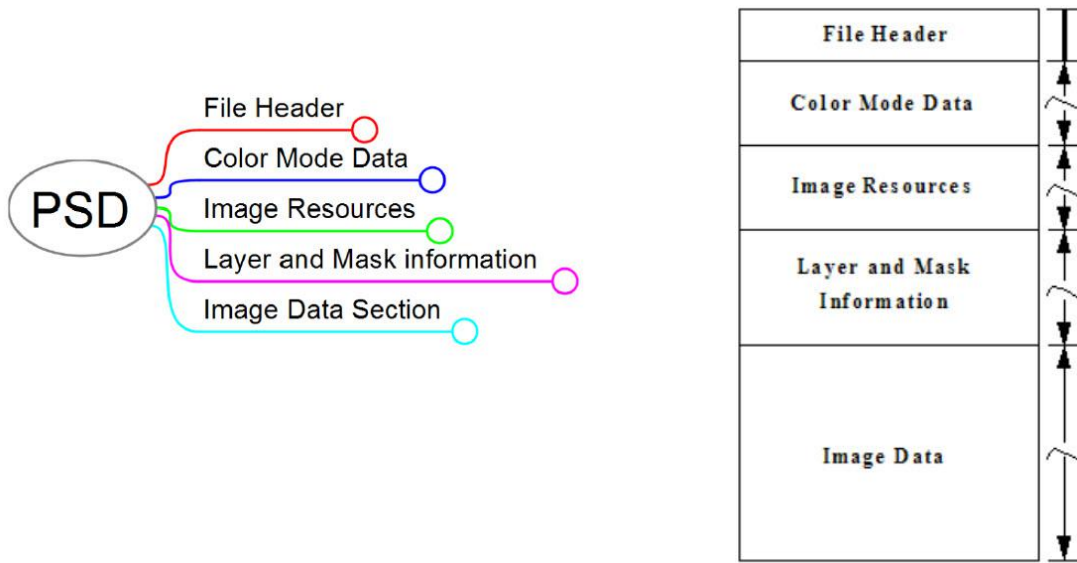 PSD
File Header
Color Mode Data
Image Resources
Layer and Mask information
Image Data Section
File Header
Color Mode Data
Image Resources
Layer and Mask
Information
Image Data